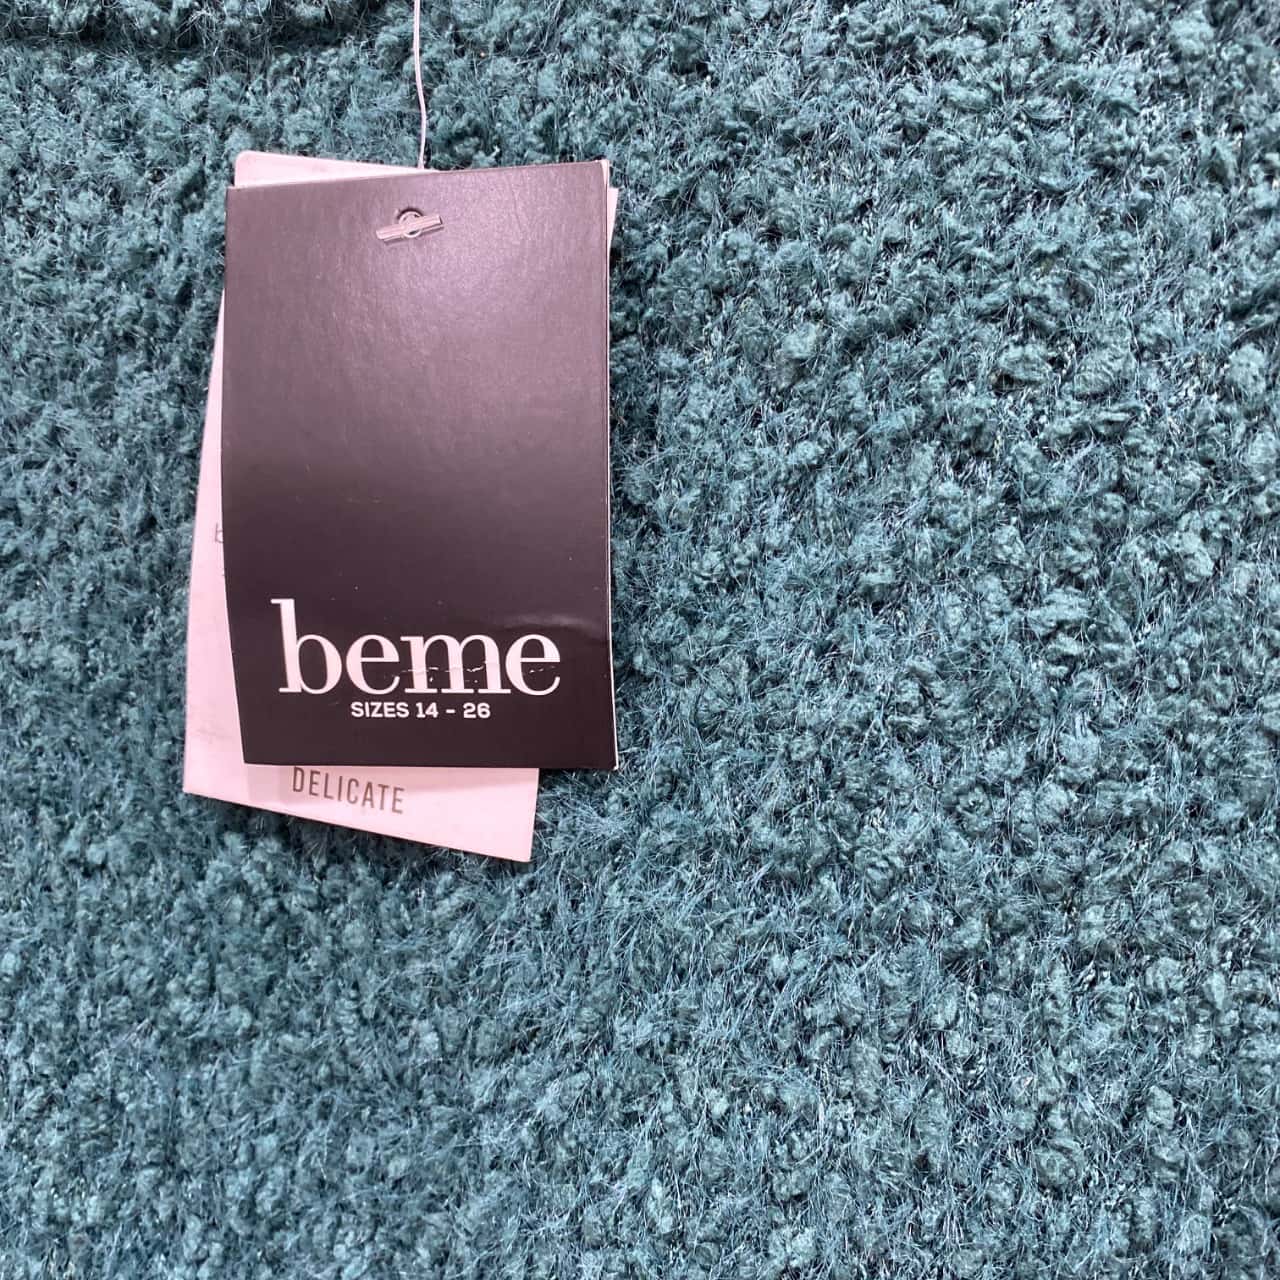 beme
SIZES 14 - 26
DELICATE